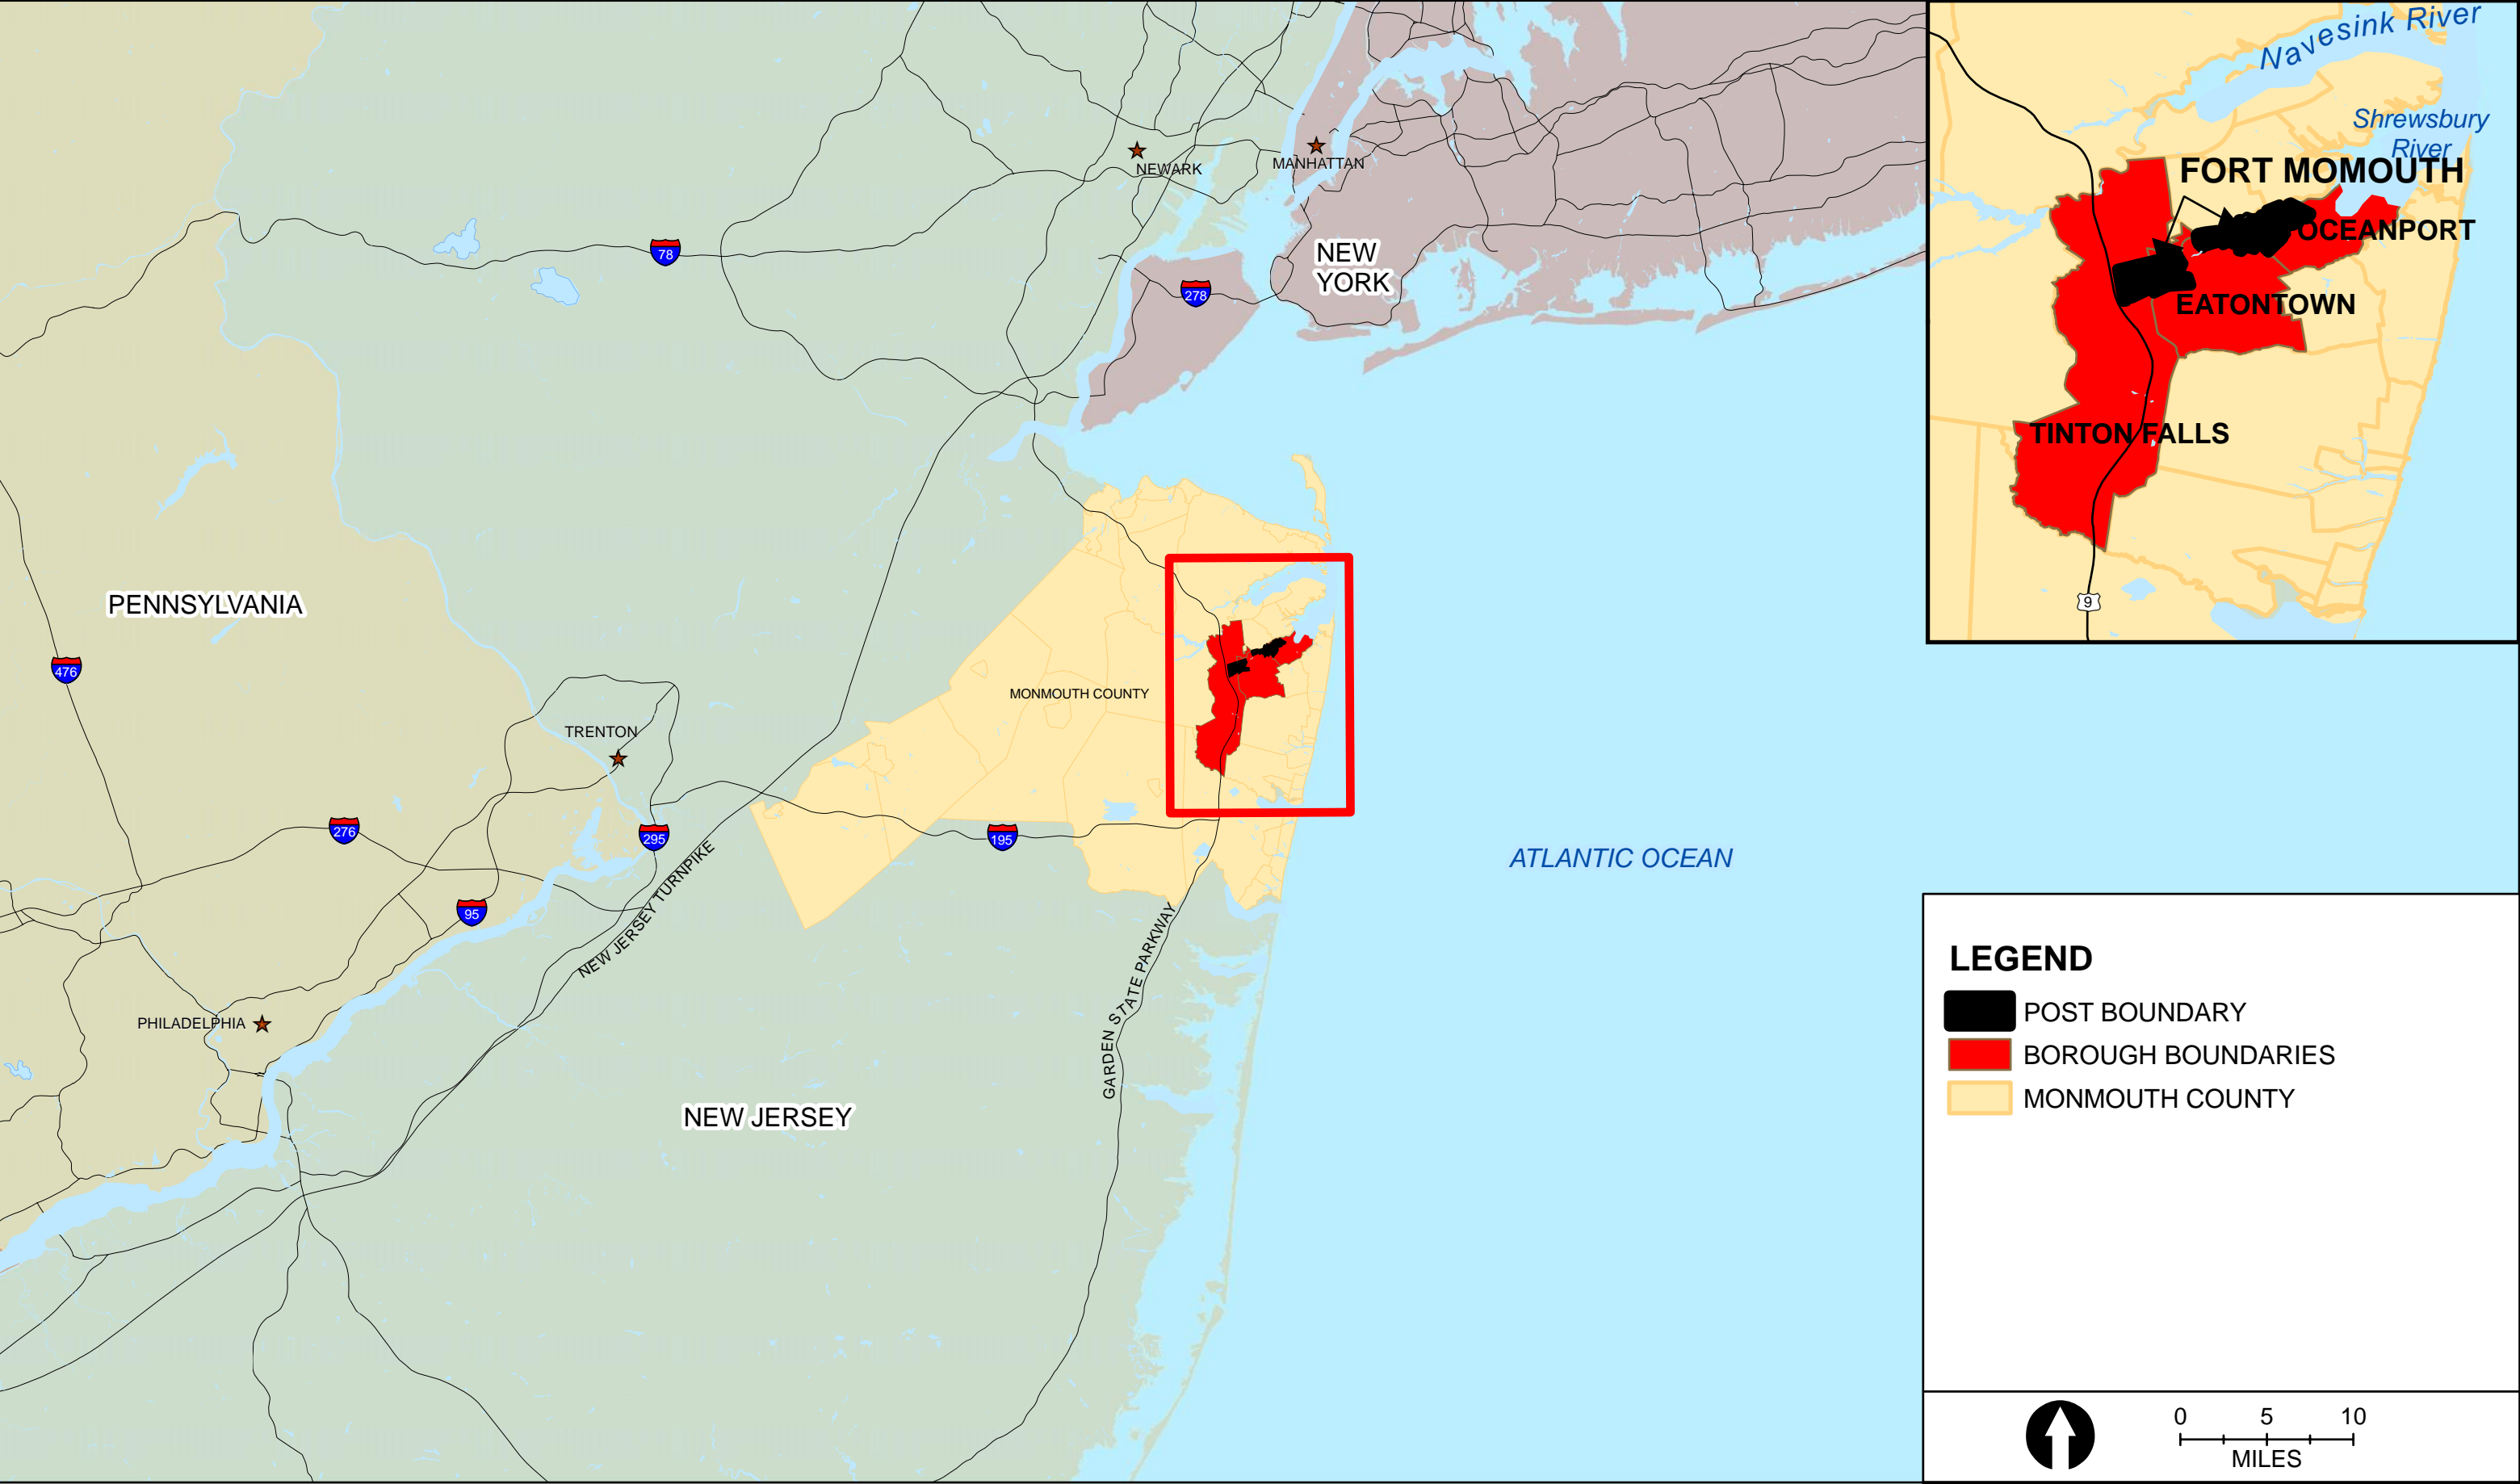 Navesink River
Shrewsbury
River
FORT MOMOUTH
OCEANPORT
EATONTOWN
TINTON FALLS
9
NEWARK
MANHATTAN
NEW
YORK
78
278
PENNSYLVANIA
476
MONMOUTH COUNTY
TRENTON
276
295
195
95
NEW JERSEY TURNPIKE
GARDEN STATE PARKWAY
ATLANTIC OCEAN
PHILADELPHIA
NEW JERSEY
LEGEND
POST BOUNDARY
BOROUGH BOUNDARIES
MONMOUTH COUNTY
0 5 10
MILES